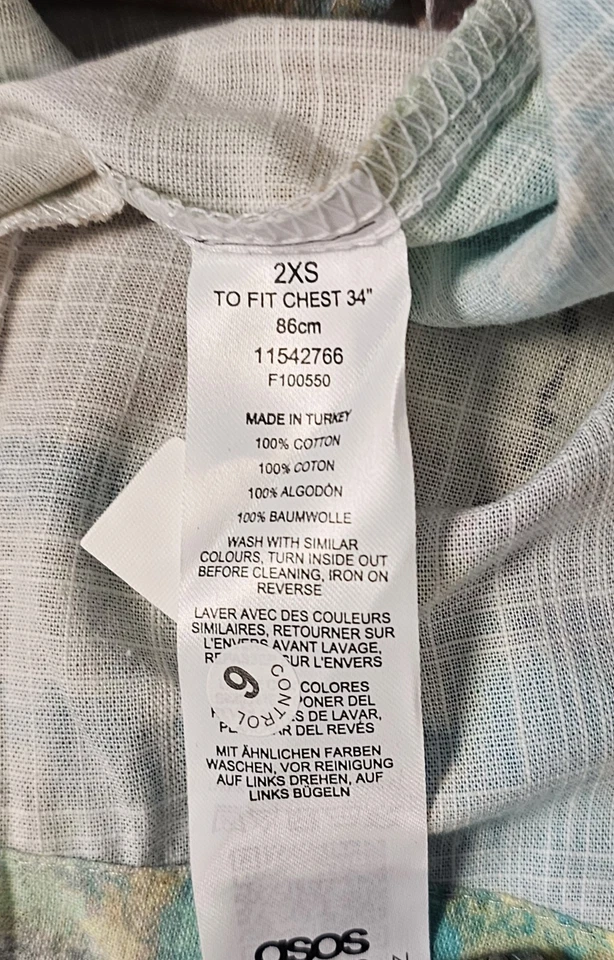 2XS
TO FIT CHEST 34"
86cm
11542766
F100550
MADE IN TURKEY
100% COTTON
100% COTON
100% ALGODÓN
100% BAUMWOLLE
WASH WITH SIMILAR
COLOURS, TURN INSIDE OUT
BEFORE CLEANING, IRON ON
REVERSE
LAVER AVEC DES COULEURS
SIMILAIRES, RETOURNER SUR
L'ENVERS AVANT LAVAGE,
SUR L'ENVERS
COLORES
DEL
DE LAVAR,
DEL REVÉS
CONTROL
MIT ÄHNLICHEN FARBEN
WASCHEN, VOR REINIGUNG
AUF LINKS DREHEN, AUF
LINKS BÜGELN
asos